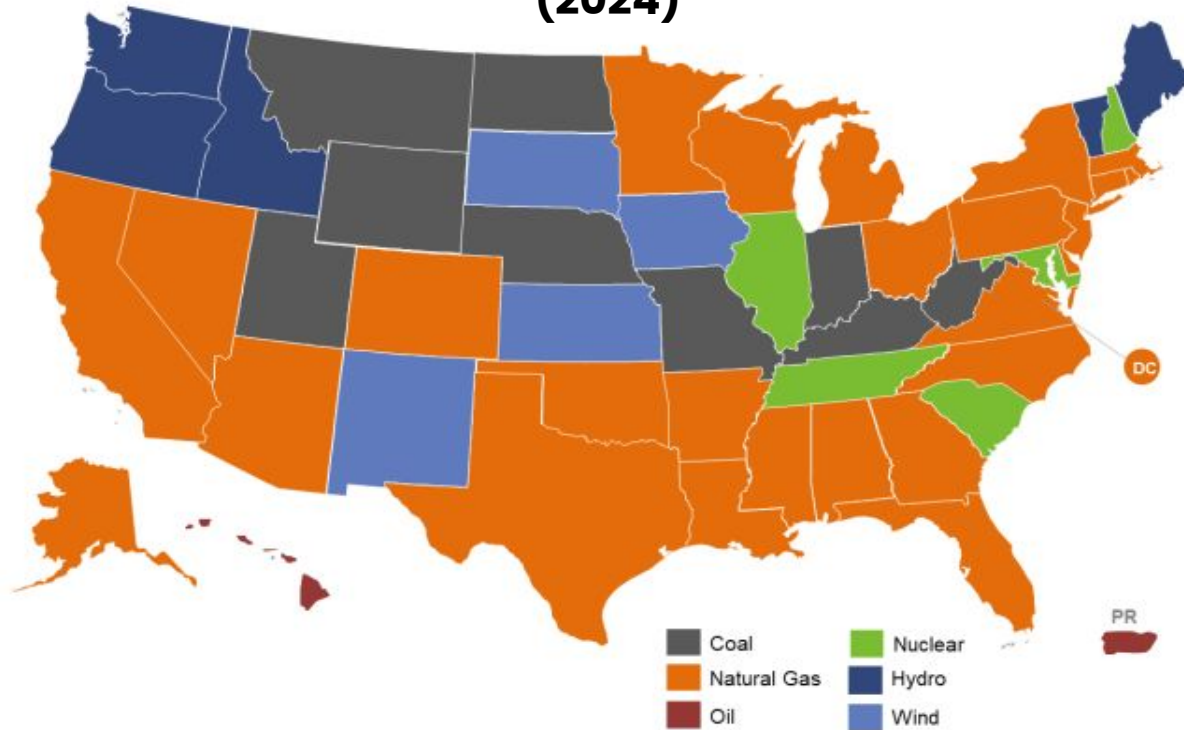 (2024)
DC
PR
Coal
Natural Gas
Oil
Nuclear
Hydro
Wind